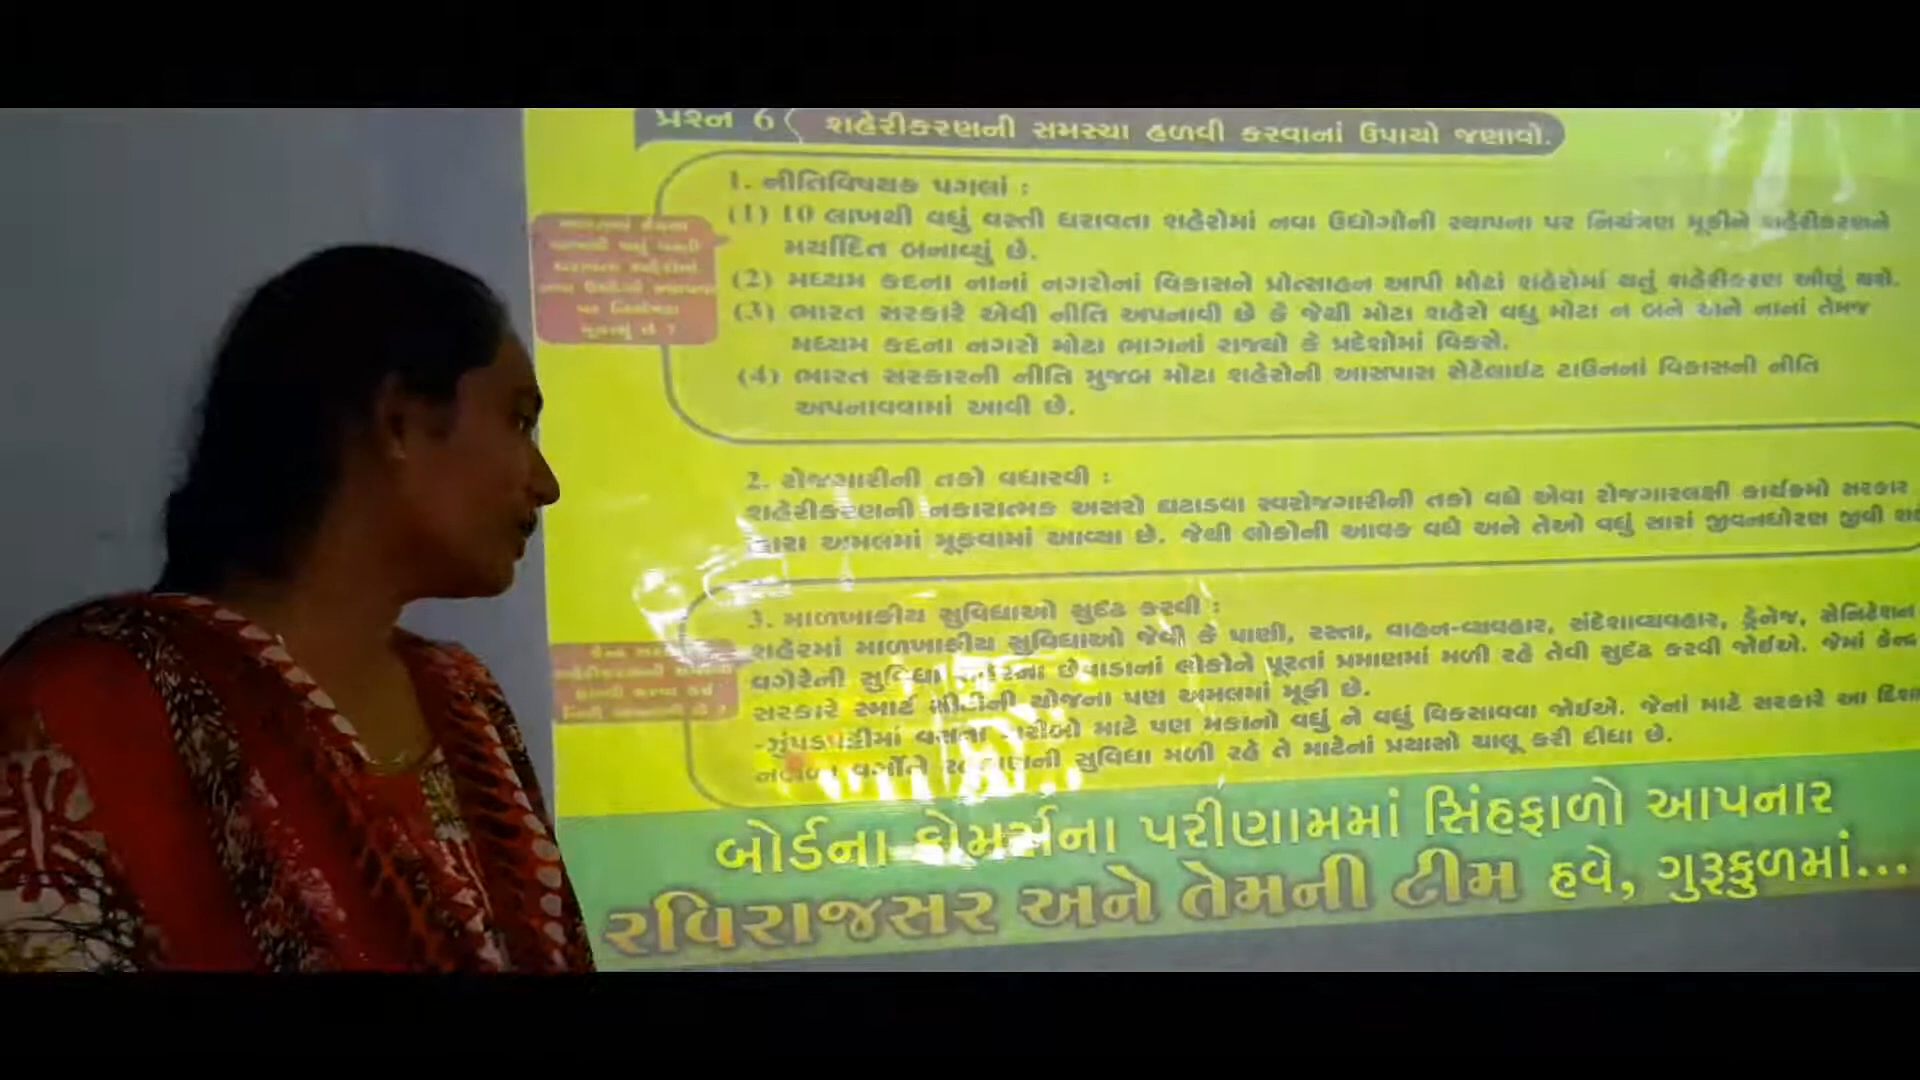 પ્રશ્ન 6 શહેરીકરણની સમસ્યા હળવી કરવાનાં ઉપાયો જણાવો.
1. નીતિવિષયક પગલાં :
(1) 10 લાખથી વધું વસ્તી ધરાવતા શહેરોમાં નવા ઉદ્યોગોની સ્થાપના પર નિયંત્રણ મૂકીને શહેરીકરણને
મર્યાદિત બનાવ્યું છે.
(2) મધ્યમ કદના નાનાં નગરોનાં વિકાસને પ્રોત્સાહન આપી મોટાં શહેરોમાં થતું શહેરીકરણ ઓછું થશે.
(3) ભારત સરકારે એવી નીતિ અપનાવી છે કે જેથી મોટા શહેરો વધુ મોટા ન બને અને નાનાં તેમજ
મધ્યમ કદના નગરો મોટા ભાગનાં રાજ્યો કે પ્રદેશોમાં વિકસે.
(4) ભારત સરકારની નીતિ મુજબ મોટા શહેરોની આસપાસ સેટેલાઈટ ટાઉનનાં વિકાસની નીતિ
અપનાવવામાં આવી છે.
2. રોજગારીની તકો વધારવી :
શહેરીકરણની નકારાત્મક અસરો ઘટાડવા સ્વરોજગારીની તકો વધે એવા રોજગારલક્ષી કાર્યક્રમો સરકાર
દ્વારા અમલમાં મૂકવામાં આવ્યા છે. જેથી લોકોની આવક વધે અને તેઓ વધું સારાં જીવનધોરણ જીવી
3. માળખાકીય સુવિધાઓ સુદૃઢ કરવી :
શહેરમાં માળખાકીય સુવિધાઓ જેવી કે પાણી, રસ્તા, વાહન-વ્યવહાર, સંદેશાવ્યવહાર, ડ્રેનેજ, સેનિટેશન
વગેરેની સુવિધા છેવાડાનાં લોકોને પૂરતાં પ્રમાણમાં મળી રહે તેવી સુદૃઢ કરવી જોઈએ. જેમાં કેન્દ્ર
સરકારે સ્માર્ટ સીટીની યોજના પણ અમલમાં મૂકી છે.
-ઝુંપડપટ્ટીમાં વસતા ગરીબો માટે પણ મકાનો વધું ને વધું વિકસાવવા જોઈએ. જેનાં માટે સરકારે આ દિશામાં
વર્ગોને સુવિધા મળી રહે તે માટેનાં પ્રયાસો ચાલૂ કરી દીધા છે.
બોર્ડના કોમર્સના પરીણામમાં સિંહફાળો આપનાર
રવિરાજસર અને તેમની ટીમ હવે, ગુરૂકુળમાં...